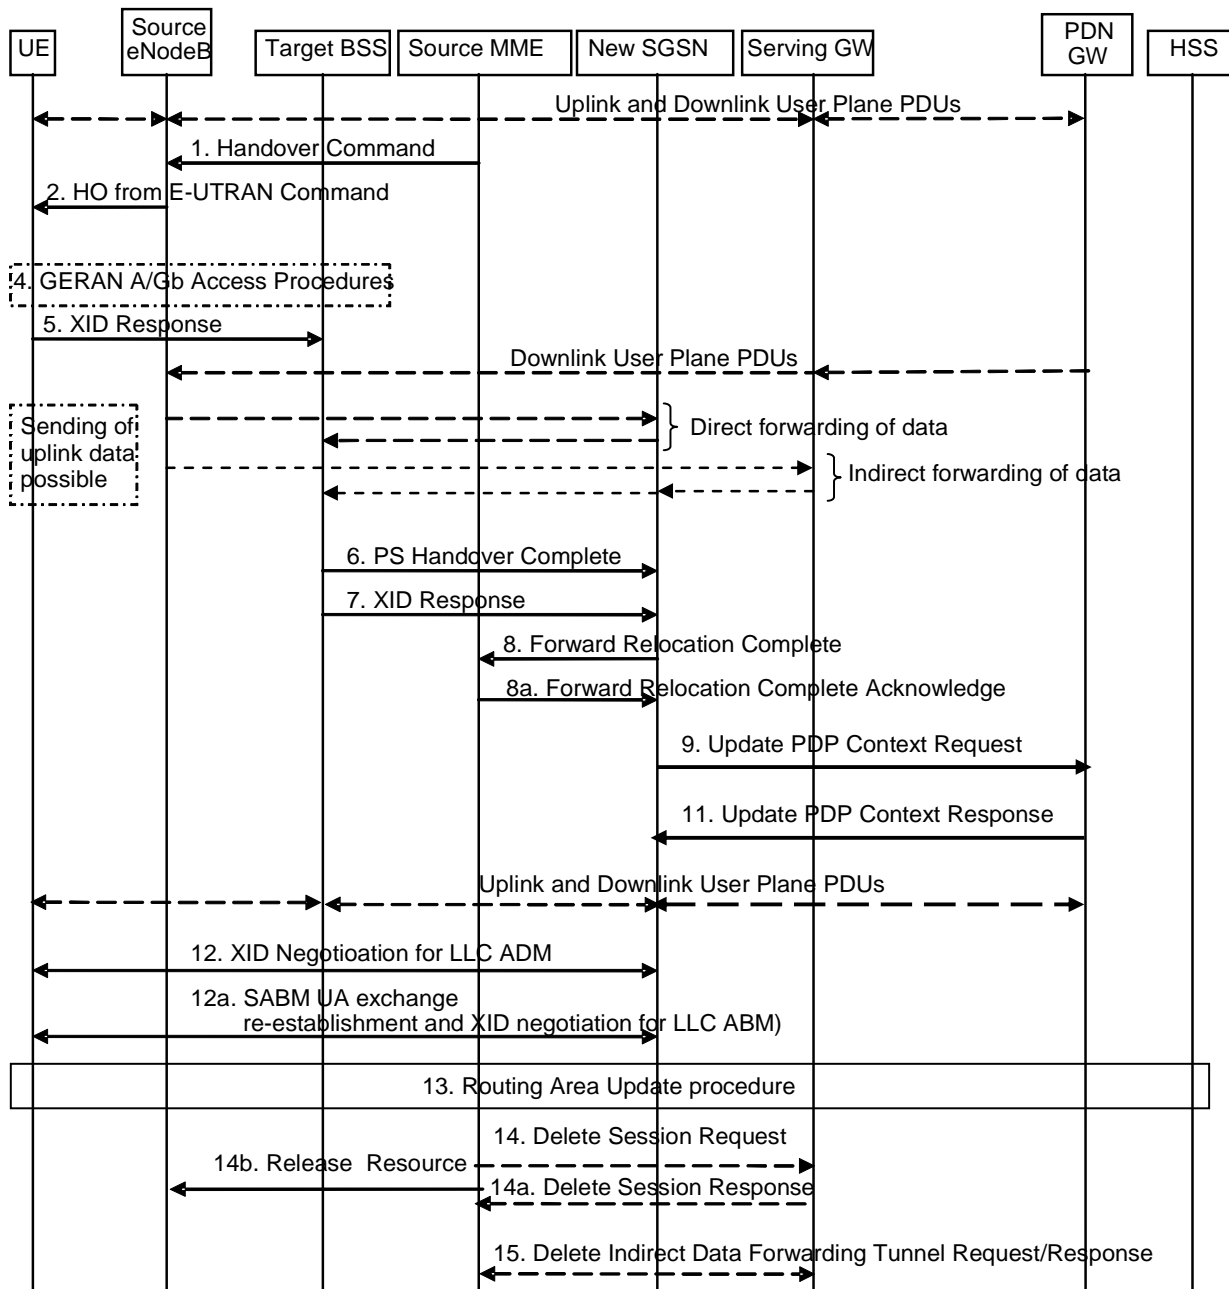 UE
Source
eNodeB
Target BSS
Source MME
New SGSN
Serving GW
PDN
GW
HSS
Uplink and Downlink User Plane PDUs
1. Handover Command
2. HO from E-UTRAN Command
4. GERAN A/Gb Access Procedures
5. XID Response
Downlink User Plane PDUs
Sending of
uplink data
possible
Direct forwarding of data
Indirect forwarding of data
6. PS Handover Complete
7. XID Response
8. Forward Relocation Complete
8a. Forward Relocation Complete Acknowledge
9. Update PDP Context Request
11. Update PDP Context Response
Uplink and Downlink User Plane PDUs
12. XID Negotioation for LLC ADM
12a. SABM UA exchange
re-establishment and XID negotiation for LLC ABM)
13. Routing Area Update procedure
14. Delete Session Request
14b. Release Resource
14a. Delete Session Response
15. Delete Indirect Data Forwarding Tunnel Request/Response